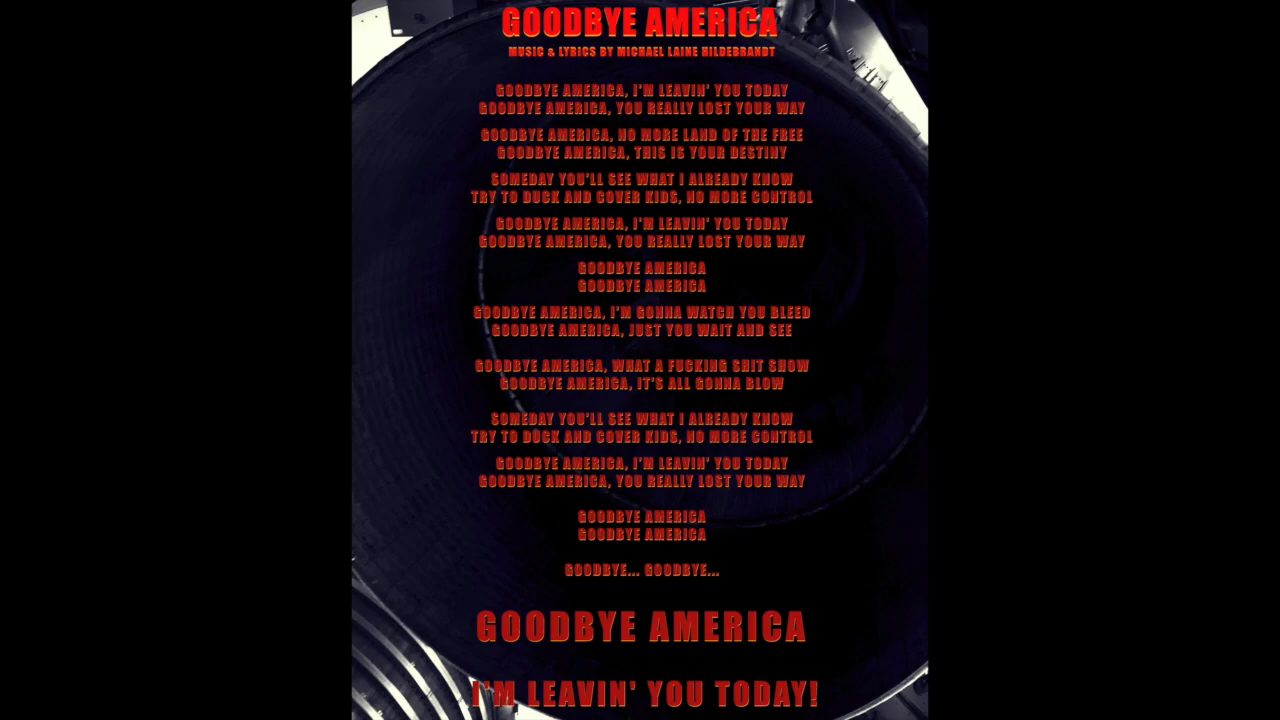 GOODBYE AMERICA
MUSIC & LYRICS BY MICHAEL LAINE HILDEBRANDT
GOODBYE AMERICA, I'M LEAVIN' YOU TODAY
GOODBYE AMERICA, YOU REALLY LOST YOUR WAY
GOODBYE AMERICA, NO MORE LAND OF THE FREE
GOODBYE AMERICA, THIS IS YOUR DESTINY
SOMEDAY YOU'LL SEE WHAT I ALREADY KNOW
TRY TO DUCK AND COVER KIDS, NO MORE CONTROL
GOODBYE AMERICA, I'M LEAVIN' YOU TODAY
GOODBYE AMERICA, YOU REALLY LOST YOUR WAY
GOODBYE AMERICA
GOODBYE AMERICA
GOODBYE AMERICA, I'M GONNA WATCH YOU BLEED
GOODBYE AMERICA, JUST YOU WAIT AND SEE
GOODBYE AMERICA, WHAT A FUCKING SHIT SHOW
GOODBYE AMERICA, IT'S ALL GONNA BLOW
SOMEDAY YOU'LL SEE WHAT I ALREADY KNOW
TRY TO DUCK AND COVER KIDS, NO MORE CONTROL
GOODBYE AMERICA, I'M LEAVIN' YOU TODAY
GOODBYE AMERICA, YOU REALLY LOST YOUR WAY
GOODBYE AMERICA
GOODBYE AMERICA
GOODBYE... GOODBYE...
GOODBYE AMERICA
I'M LEAVIN' YOU TODAY!